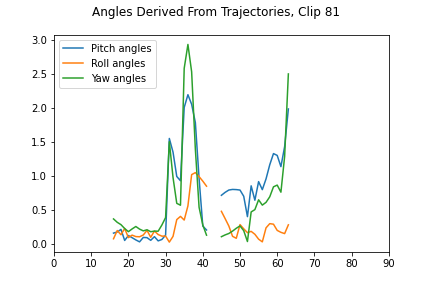 Angles Derived From Trajectories, Clip 81
Pitch angles
Roll angles
Yaw angles
3.0
2.5
2.0
1.5
1.0
0.5
0.0
0 10 20 30 40 50 60 70 80 90